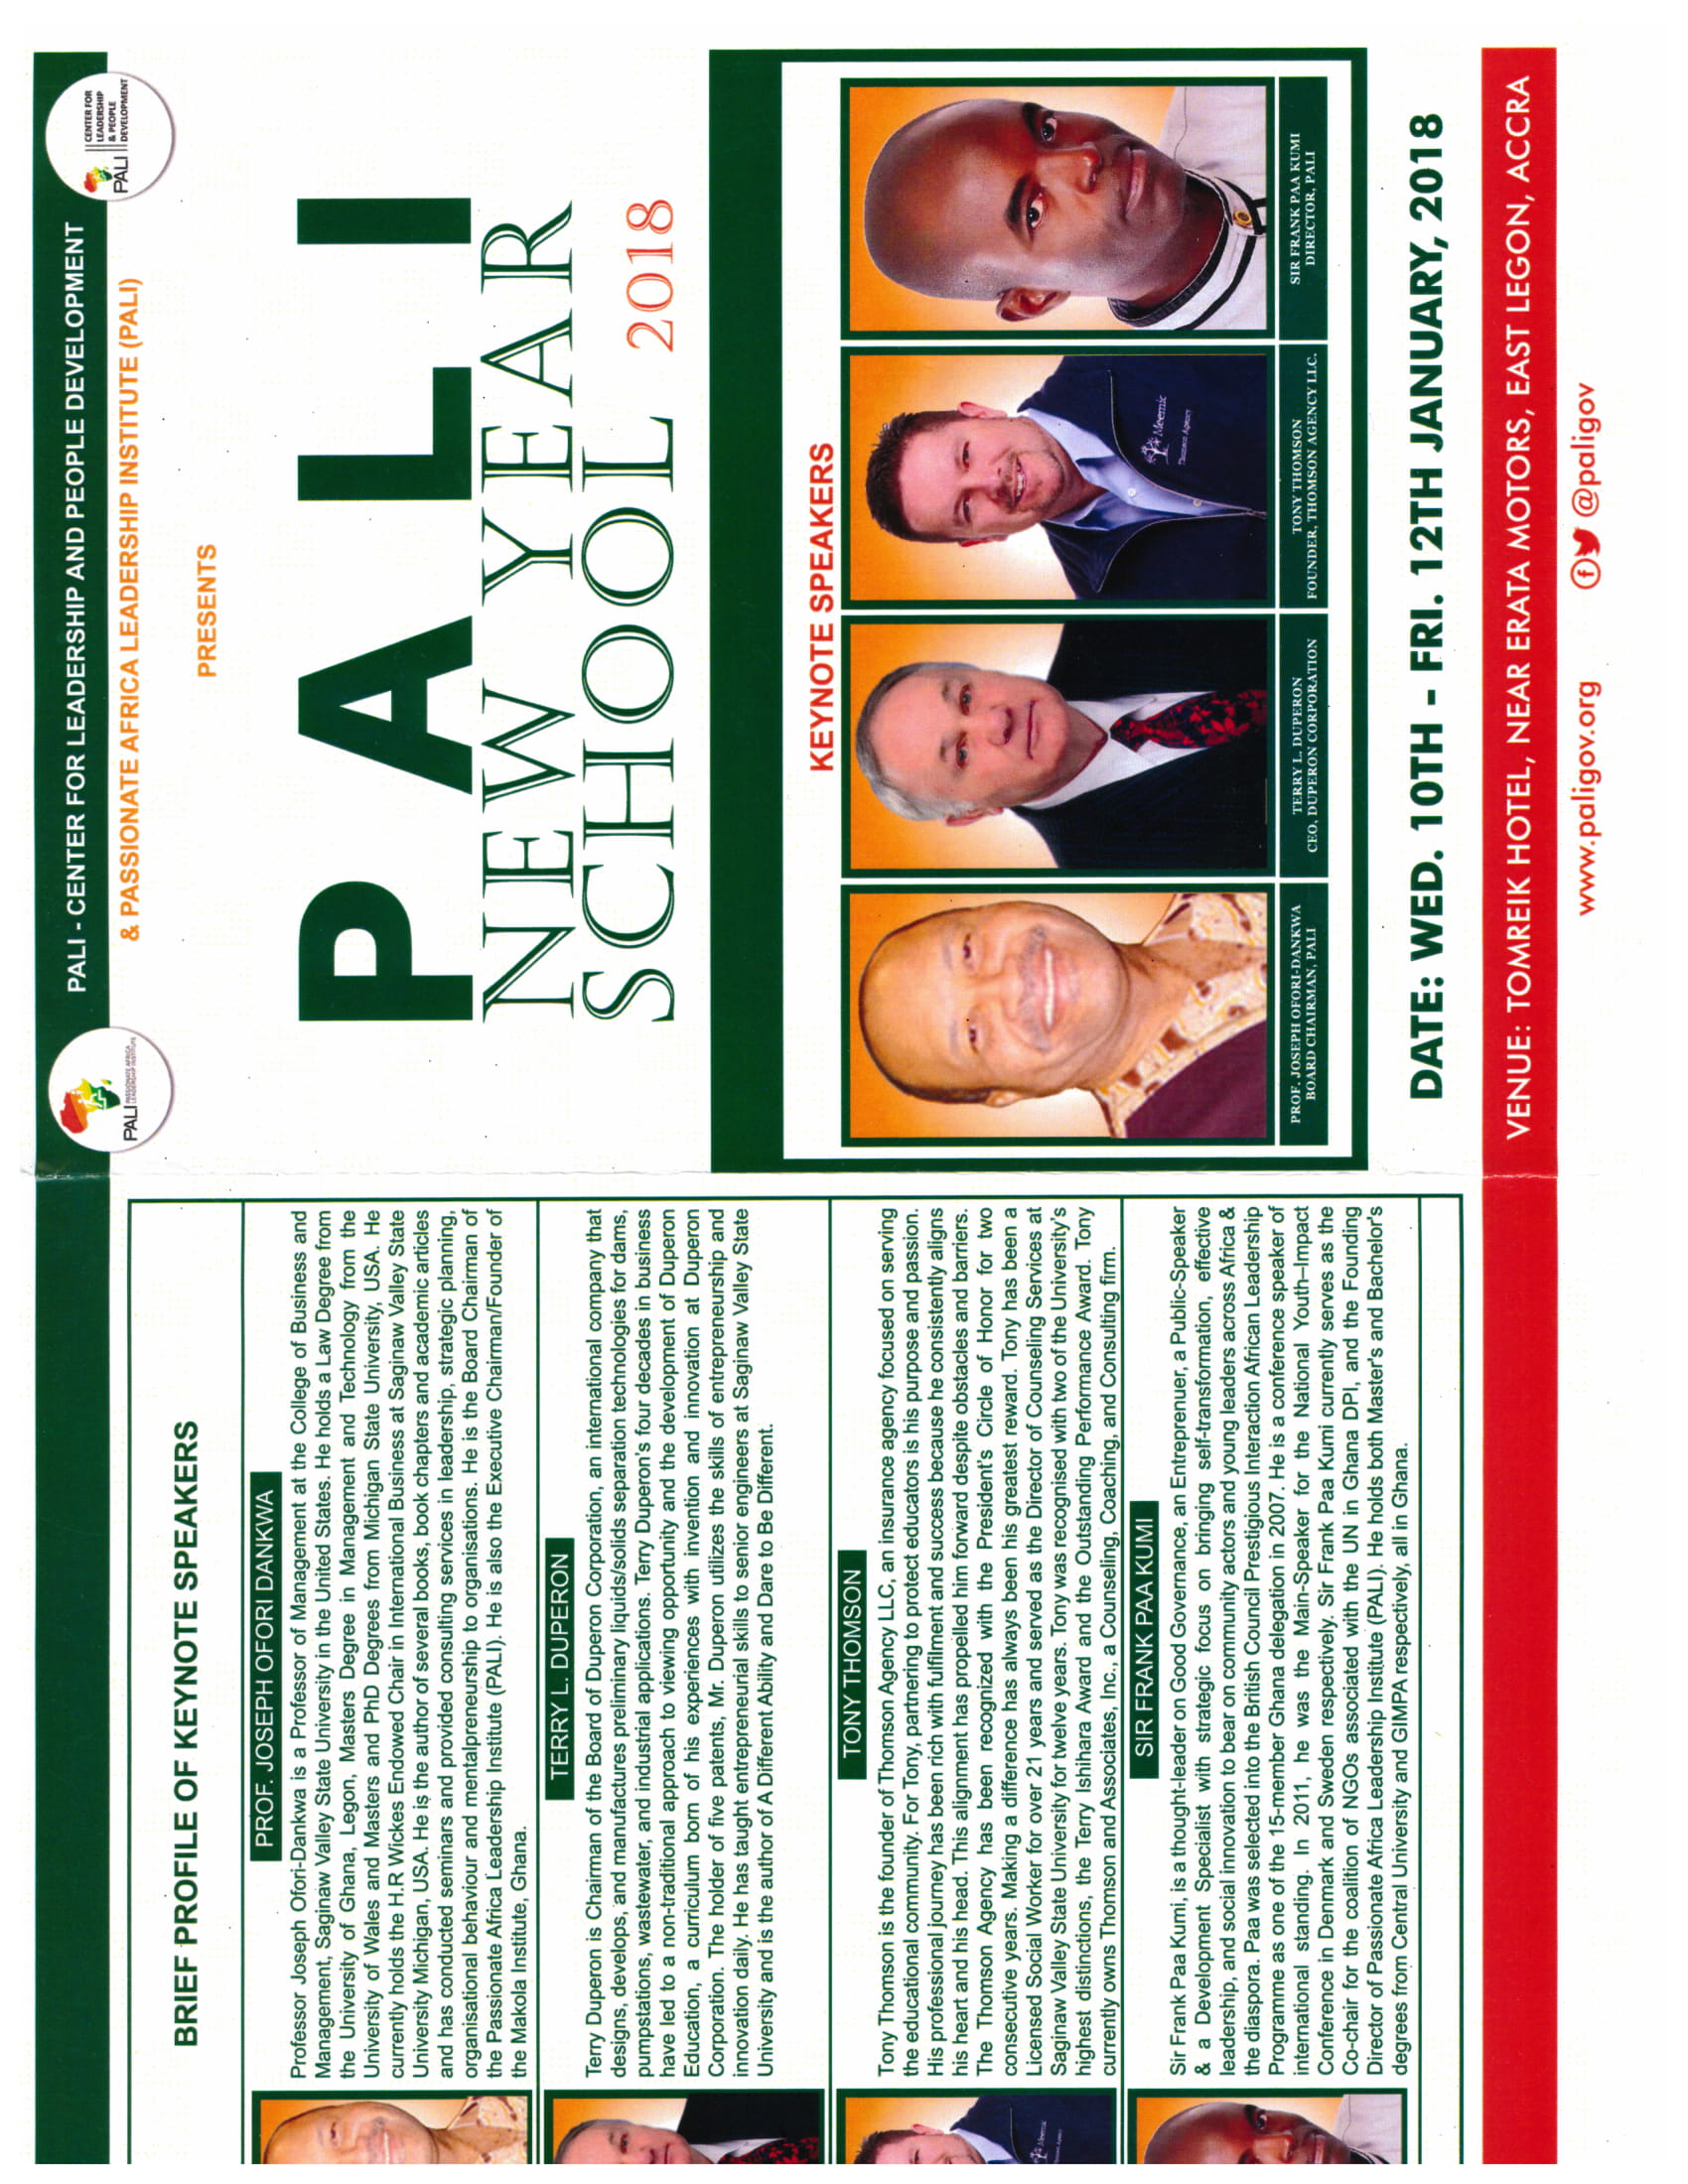 BRIEF PROFILE OF KEYNOTE SPEAKERS
PROF. JOSEPH OFORI DANKWA
Professor Joseph Ofori-Dankwa is a Professor of Management at the College of Business and
Management, Saginaw Valley State University in the United States. He holds a Law Degree from
the University of Ghana, Legon, Masters Degree in Management and Technology from the
University of Wales and Masters and PhD Degrees from Michigan State University, USA. He
currently holds the H.R Wickes Endowed Chair in International Business at Saginaw Valley State
University Michigan, USA. He is the author of several books, book chapters and academic articles
and has conducted seminars and provided consulting services in leadership, strategic planning,
organisational behaviour and mentalpreneurship to organisations. He is the Board Chairman of
the Passionate Africa Leadership Institute (PALI). He is also the Executive Chairman/Founder of
the Makola Institute, Ghana.
TERRY L. DUPERON
Terry Duperon is Chairman of the Board of Duperon Corporation, an international company that
designs, develops, and manufactures preliminary liquids/solids separation technologies for dams,
pumpstations, wastewater, and industrial applications. Terry Duperon's four decades in business
have led to a non-traditional approach to viewing opportunity and the development of Duperon
Education, a curriculum born of his experiences with invention and innovation at Duperon
Corporation. The holder of five patents, Mr. Duperon utilizes the skills of entrepreneurship and
innovation daily. He has taught entrepreneurial skills to senior engineers at Saginaw Valley State
University and is the author of A Different Ability and Dare to Be Different.
TONY THOMSON
Tony Thomson is the founder of Thomson Agency LLC, an insurance agency focused on serving
the educational community. For Tony, partnering to protect educators is his purpose and passion.
His professional journey has been rich with fulfilment and success because he consistently aligns
his heart and his head. This alignment has propelled him forward despite obstacles and barriers.
The Thomson Agency has been recognized with the President's Circle of Honor for two
consecutive years. Making a difference has always been his greatest reward. Tony has been a
Licensed Social Worker for over 21 years and served as the Director of Counseling Services at
Saginaw Valley State University for twelve years. Tony was recognised with two of the University's
highest distinctions, the Terry Ishihara Award and the Outstanding Performance Award. Tony
currently owns Thomson and Associates, Inc., a Counseling, Coaching, and Consulting firm.
SIR FRANK PAA KUMI
Sir Frank Paa Kumi, is a thought-leader on Good Governance, an Entreprenuer, a Public-Speaker
& a Development Specialist with strategic focus on bringing self-transformation, effective
leadership, and social innovation to bear on community actors and young leaders across Africa &
the diaspora. Paa was selected into the British Council Prestigious Interaction African Leadership
Programme as one of the 15-member Ghana delegation in 2007. He is a conference speaker of
international standing. In 2011, he was the Main-Speaker for the National Youth–Impact
Conference in Denmark and Sweden respectively. Sir Frank Paa Kumi currently serves as the
Co-chair for the coalition of NGOs associated with the UN in Ghana DPI, and the Founding
Director of Passionate Africa Leadership Institute (PALI). He holds both Master's and Bachelor's
degrees from Central University and GIMPA respectively, all in Ghana.
PALI
PASSIONATE AFRICA
LEADERSHIP INSTITUTE
PALI - CENTER FOR LEADERSHIP AND PEOPLE DEVELOPMENT
PALI
CENTER FOR
LEADERSHIP
& PEOPLE
DEVELOPMENT
& PASSIONATE AFRICA LEADERSHIP INSTITUTE (PALI)
PRESENTS
PALI
NEW YEAR
SCHOOL 2018
KEYNOTE SPEAKERS
Meemic
Thomson Agency
PROF. JOSEPH OFORI-DANKWA
BOARD CHAIRMAN, PALI
TERRY L. DUPERON
CEO, DUPERON CORPORATION
TONY THOMSON
FOUNDER, THOMSON AGENCY LLC.
SIR FRANK PAA KUMI
DIRECTOR, PALI
DATE: WED. 10TH - FRI. 12TH JANUARY, 2018
VENUE: TOMREIK HOTEL, NEAR ERATA MOTORS, EAST LEGON, ACCRA
www.paligov.org @paligov